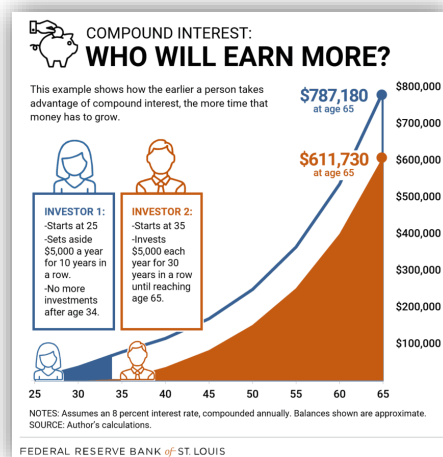 COMPOUND INTEREST:
WHO WILL EARN MORE?
This example shows how the earlier a person takes
advantage of compound interest, the more time that
money has to grow.
$787,180
at age 65
$611,730
at age 65
INVESTOR 1:
-Starts at 25
-Sets aside
$5,000 a year
for 10 years in
a row.
-No more
investments
after age 34.
INVESTOR 2:
-Starts at 35
-Invests
$5,000 each
year for 30
years in a row
until reaching
age 65.
$800,000
$700,000
$600,000
$500,000
$400,000
$300,000
$200,000
$100,000
25 30 35 40 45 50 55 60 65
NOTES: Assumes an 8 percent interest rate, compounded annually. Balances shown are approximate.
SOURCE: Author's calculations.
FEDERAL RESERVE BANK of ST. LOUIS